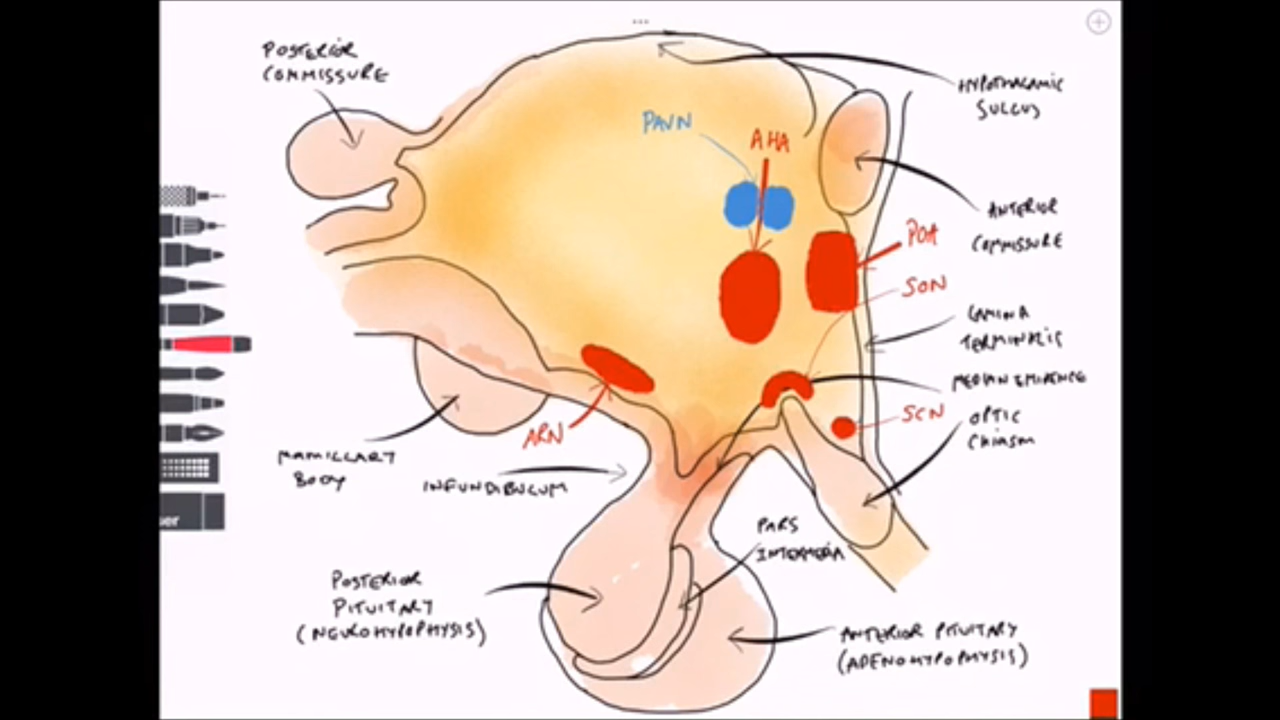 POSTERIOR
COMMISSURE
HYPOTHALAMIC
SULCUS
PAVN
AHA
ANTERIOR
COMMISSURE
POA
SON
LAMINA
TERMINALIS
MEDIAN EMINENCE
SCN
OPTIC
CHIASM
ARN
MAMILLARY
BODY
INFUNDIBULUM
PARS
INTERMEDIA
POSTERIOR
PITUITARY
(NEUROHYPOPHYSIS)
ANTERIOR PITUITARY
(ADENOHYPOPHYSIS)